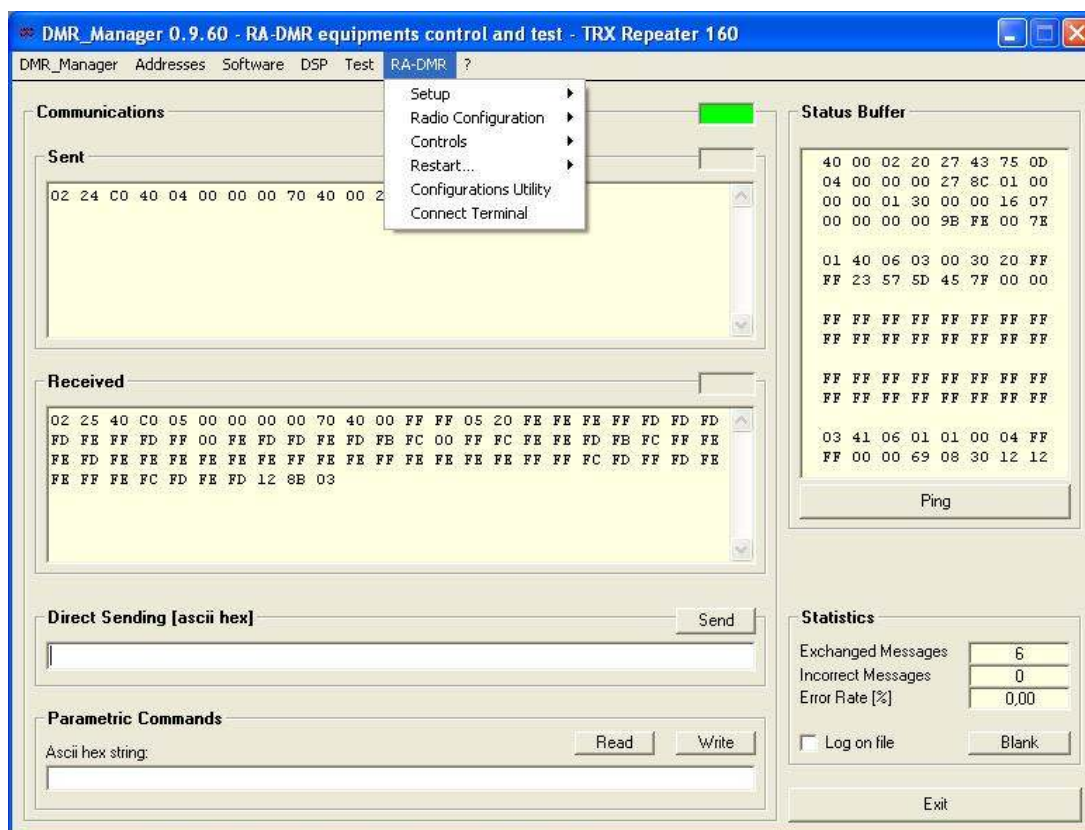 DMR_Manager 0.9.60 - RA-DMR equipments control and test - TRX Repeater 160
DMR_Manager Addresses Software DSP Test RA-DMR ?
Setup
Radio Configuration
Controls
Restart...
Configurations Utility
Connect Terminal
Communications
Sent
02 24 C0 40 04 00 00 00 70 40 00 2
Received
02 25 40 C0 05 00 00 00 00 70 40 00 FF FF 05 20 FE FE FE FF FD FD FD
FD FE FF FD FF 00 FE FD FD FE FD FB FC 00 FF FC FE FE FD FB FC FF FE
FE FD FE FE FE FE FE FF FE FE FF FE FE FE FE FF FF FC FD FF FD FE
FE FF FE FC FD FE FD 12 8B 03
Direct Sending [ascii hex]
Send
Parametric Commands
Ascii hex string:
Read Write
Status Buffer
40 00 02 20 27 43 75 0D
04 00 00 00 27 8C 01 00
00 00 01 30 00 00 16 07
00 00 00 00 9B FE 00 7E
01 40 06 03 00 30 20 FF
FF 23 57 5D 45 7F 00 00
FF FF FF FF FF FF FF FF
FF FF FF FF FF FF FF FF
FF FF FF FF FF FF FF FF
FF FF FF FF FF FF FF FF
03 41 06 01 01 00 04 FF
FF 00 00 69 08 30 12 12
Ping
Statistics
Exchanged Messages 6
Incorrect Messages 0
Error Rate [%] 0,00
Log on file Blank
Exit